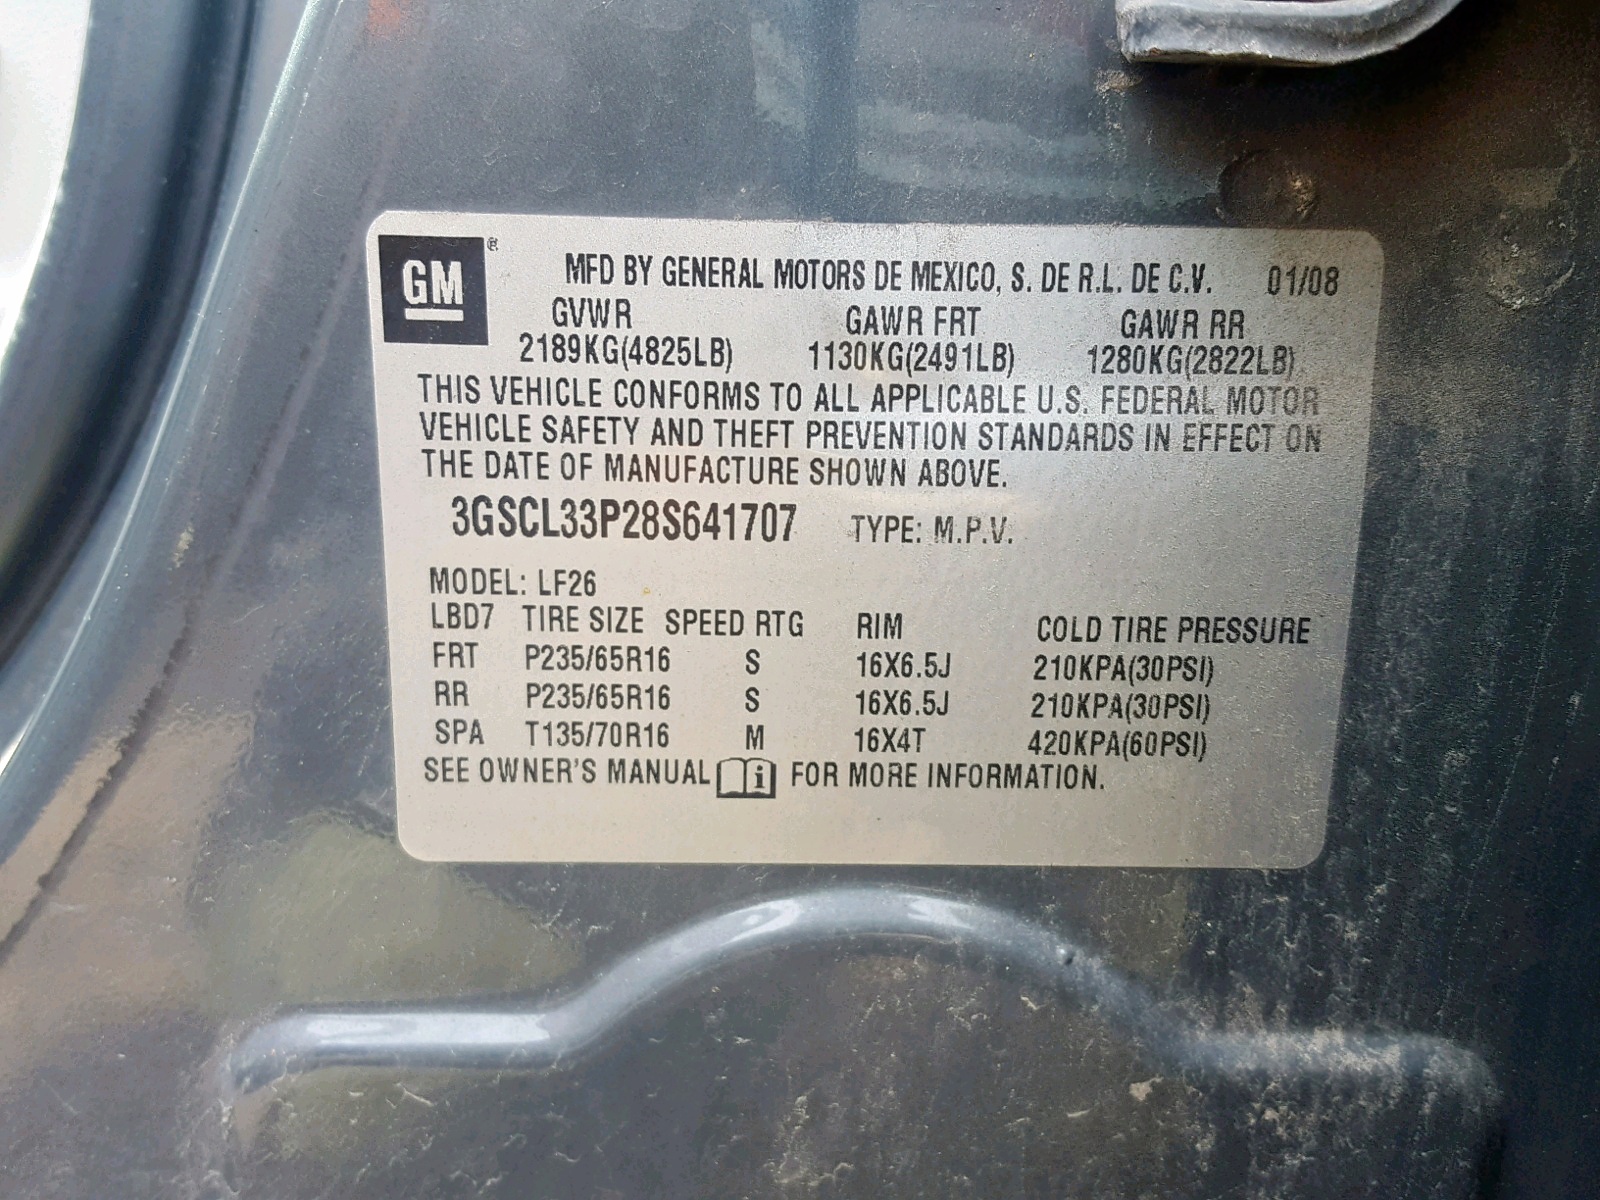 GM ®
MFD BY GENERAL MOTORS DE MEXICO, S. DE R.L. DE C.V. 01/08
GVWR GAWR FRT GAWR RR
2189KG(4825LB) 1130KG(2491LB) 1280KG(2822LB)
THIS VEHICLE CONFORMS TO ALL APPLICABLE U.S. FEDERAL MOTOR
VEHICLE SAFETY AND THEFT PREVENTION STANDARDS IN EFFECT ON
THE DATE OF MANUFACTURE SHOWN ABOVE.
3GSCL33P28S641707 TYPE: M.P.V.
MODEL: LF26
LBD7 TIRE SIZE SPEED RTG RIM COLD TIRE PRESSURE
FRT P235/65R16 S 16X6.5J 210KPA(30PSI)
RR P235/65R16 S 16X6.5J 210KPA(30PSI)
SPA T135/70R16 M 16X4T 420KPA(60PSI)
SEE OWNER'S MANUAL i FOR MORE INFORMATION.